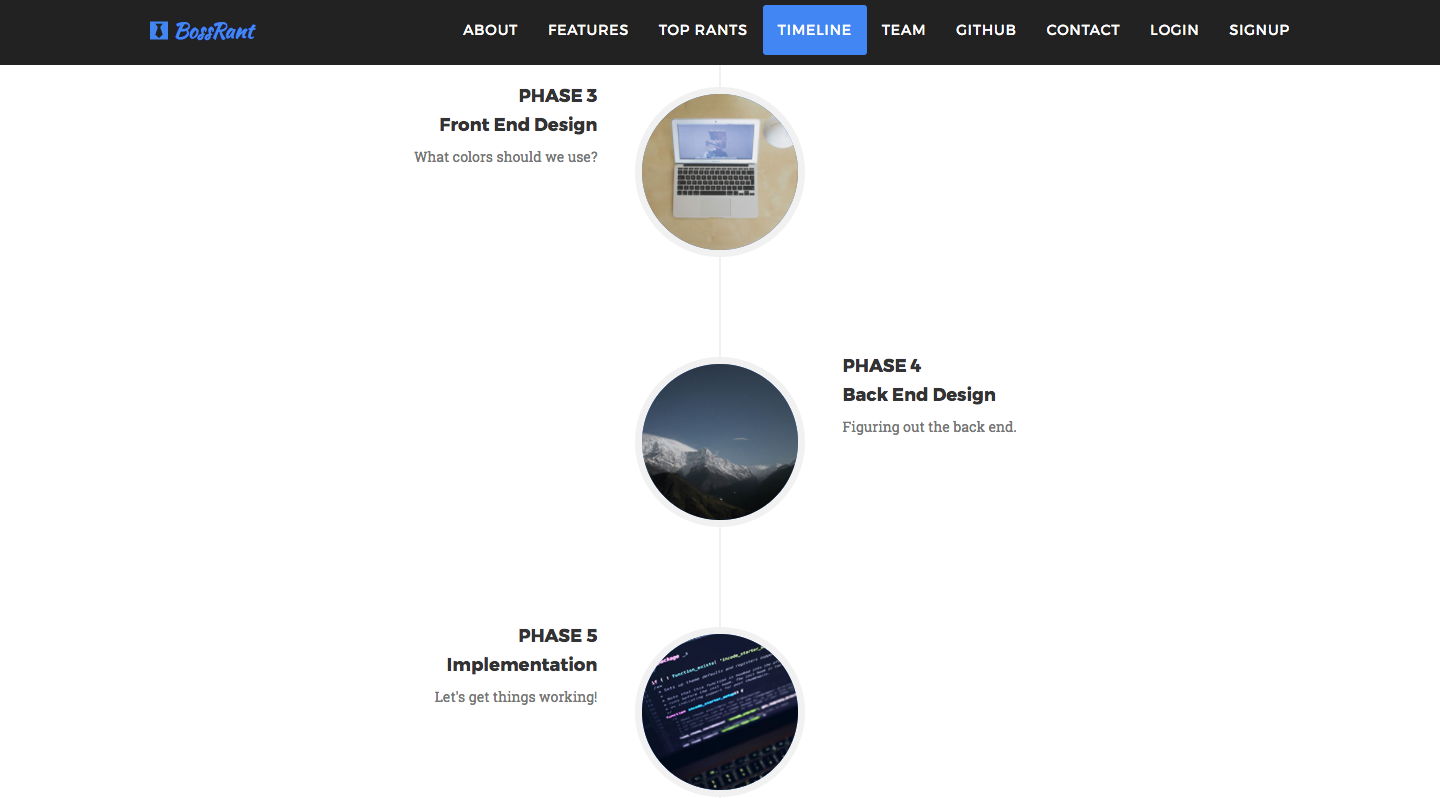 BossRant ABOUT FEATURES TOP RANTS TIMELINE TEAM GITHUB CONTACT LOGIN SIGNUP
PHASE 3
Front End Design
What colors should we use?
PHASE 4
Back End Design
Figuring out the back end.
PHASE 5
Implementation
Let's get things working!